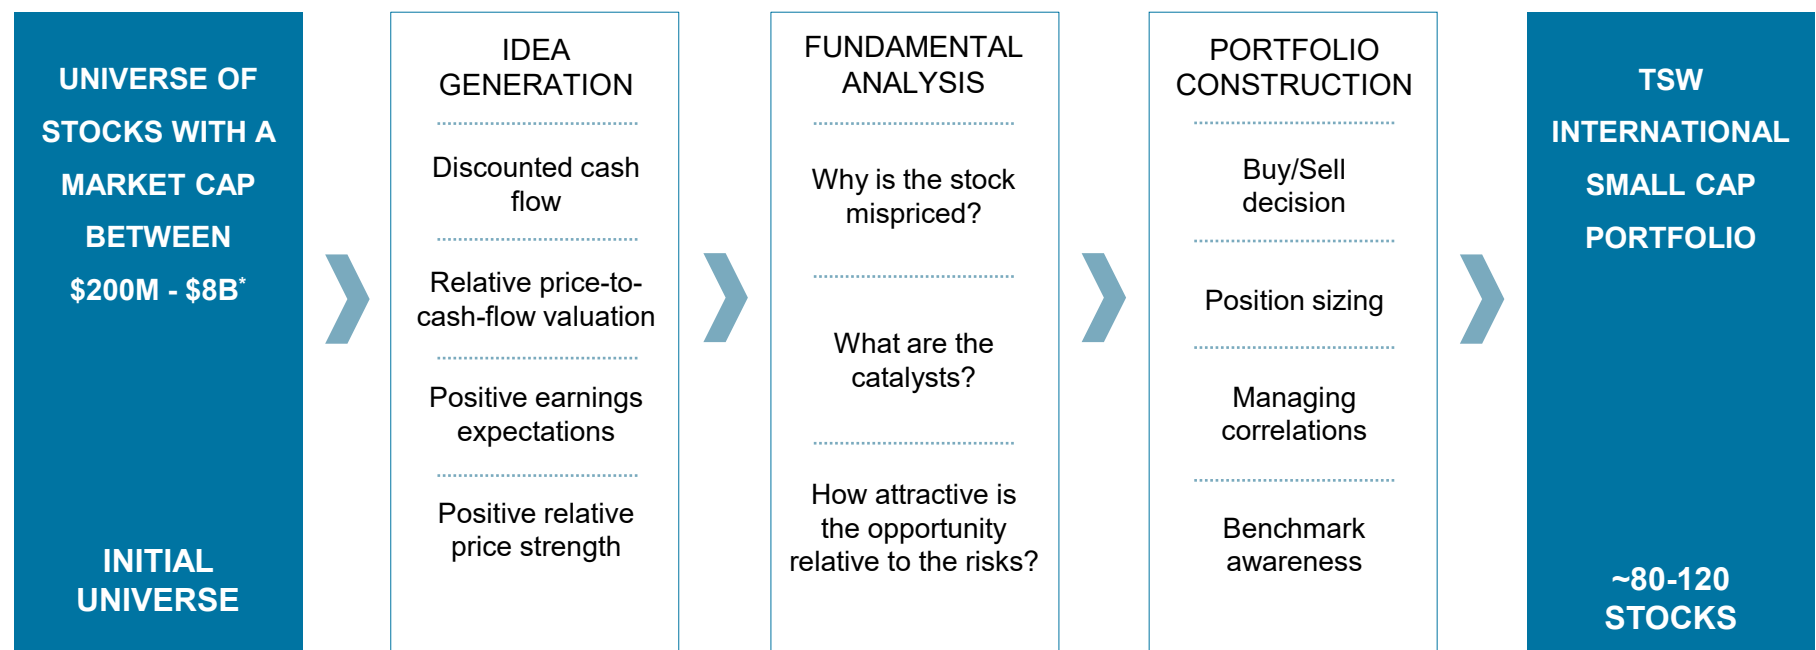 UNIVERSE OF
STOCKS WITH A
MARKET CAP
BETWEEN
$200M - $8B*
INITIAL
UNIVERSE
IDEA
GENERATION
Discounted cash
flow
Relative price-to-
cash-flow valuation
Positive earnings
expectations
Positive relative
price strength
FUNDAMENTAL
ANALYSIS
Why is the stock
mispriced?
What are the
catalysts?
How attractive is
the opportunity
relative to the risks?
PORTFOLIO
CONSTRUCTION
Buy/Sell
decision
Position sizing
Managing
correlations
Benchmark
awareness
TSW
INTERNATIONAL
SMALL CAP
PORTFOLIO
~80-120
STOCKS